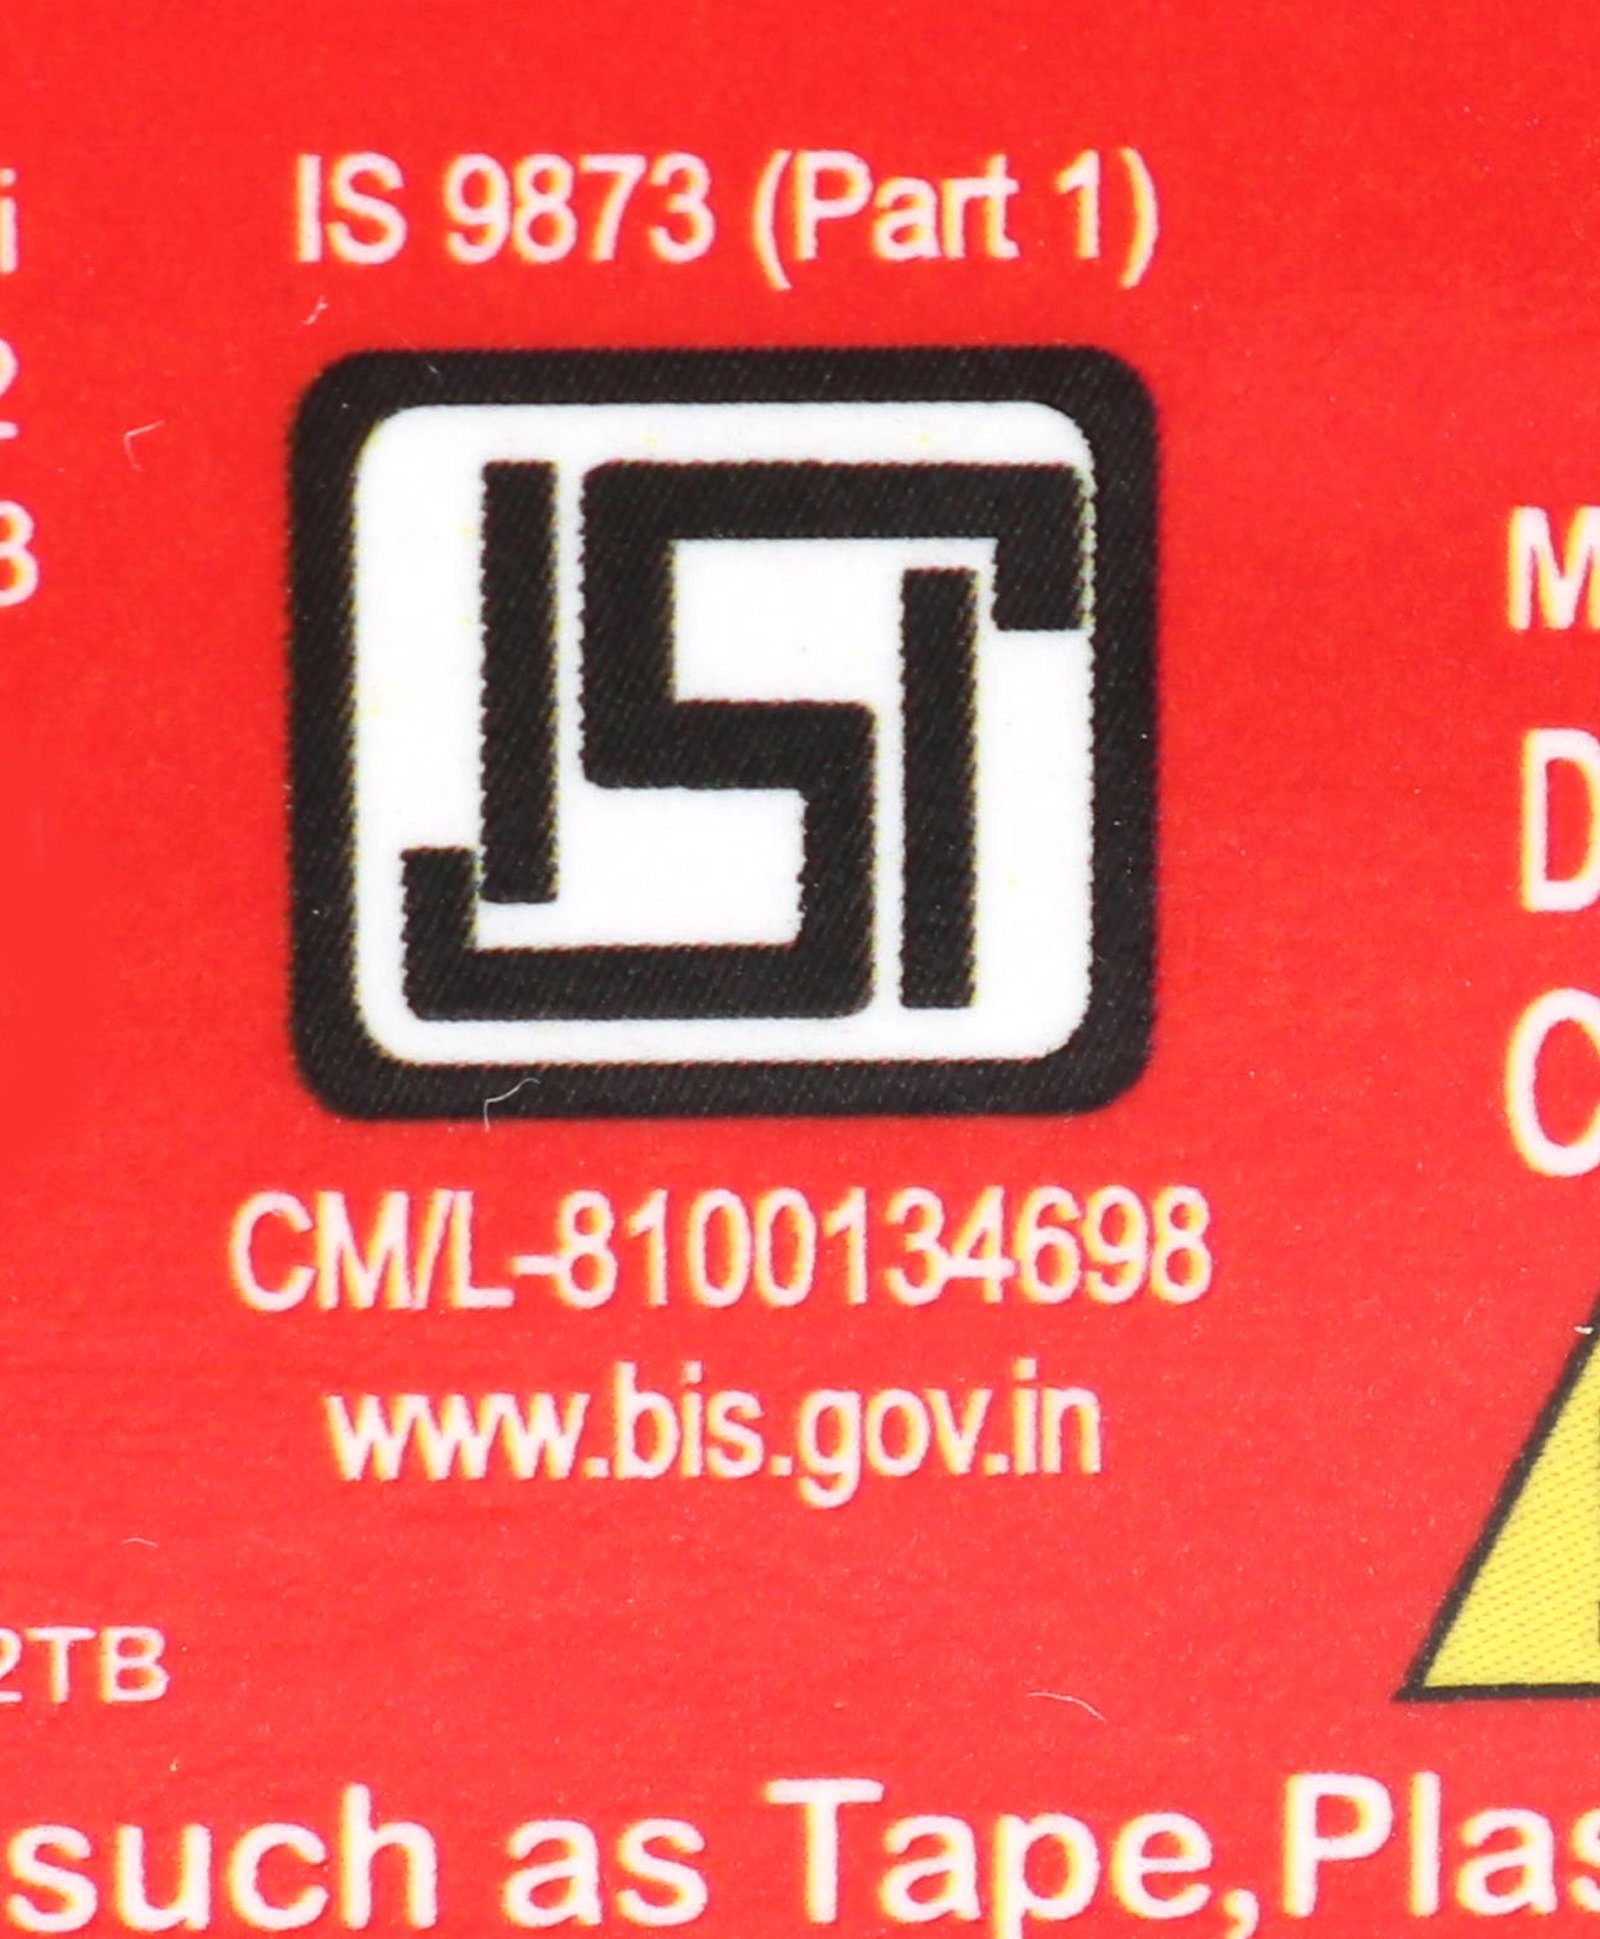 IS 9873 (Part 1)
ISI
CM/L-8100134698
www.bis.gov.in
2TB
such as Tape,Plas